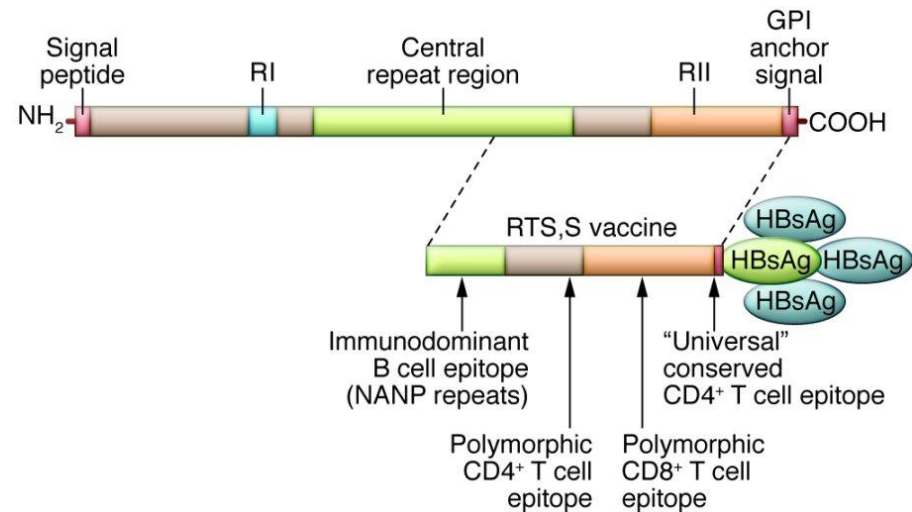 Signal
peptide
RI
Central
repeat region
RII
GPI
anchor
signal
NH₂
COOH
RTS,S vaccine
HBsAg
HBsAg
HBsAg
HBsAg
Immunodominant
B cell epitope
(NANP repeats)
“Universal”
conserved
CD4⁺ T cell epitope
Polymorphic
CD4⁺ T cell
epitope
Polymorphic
CD8⁺ T cell
epitope